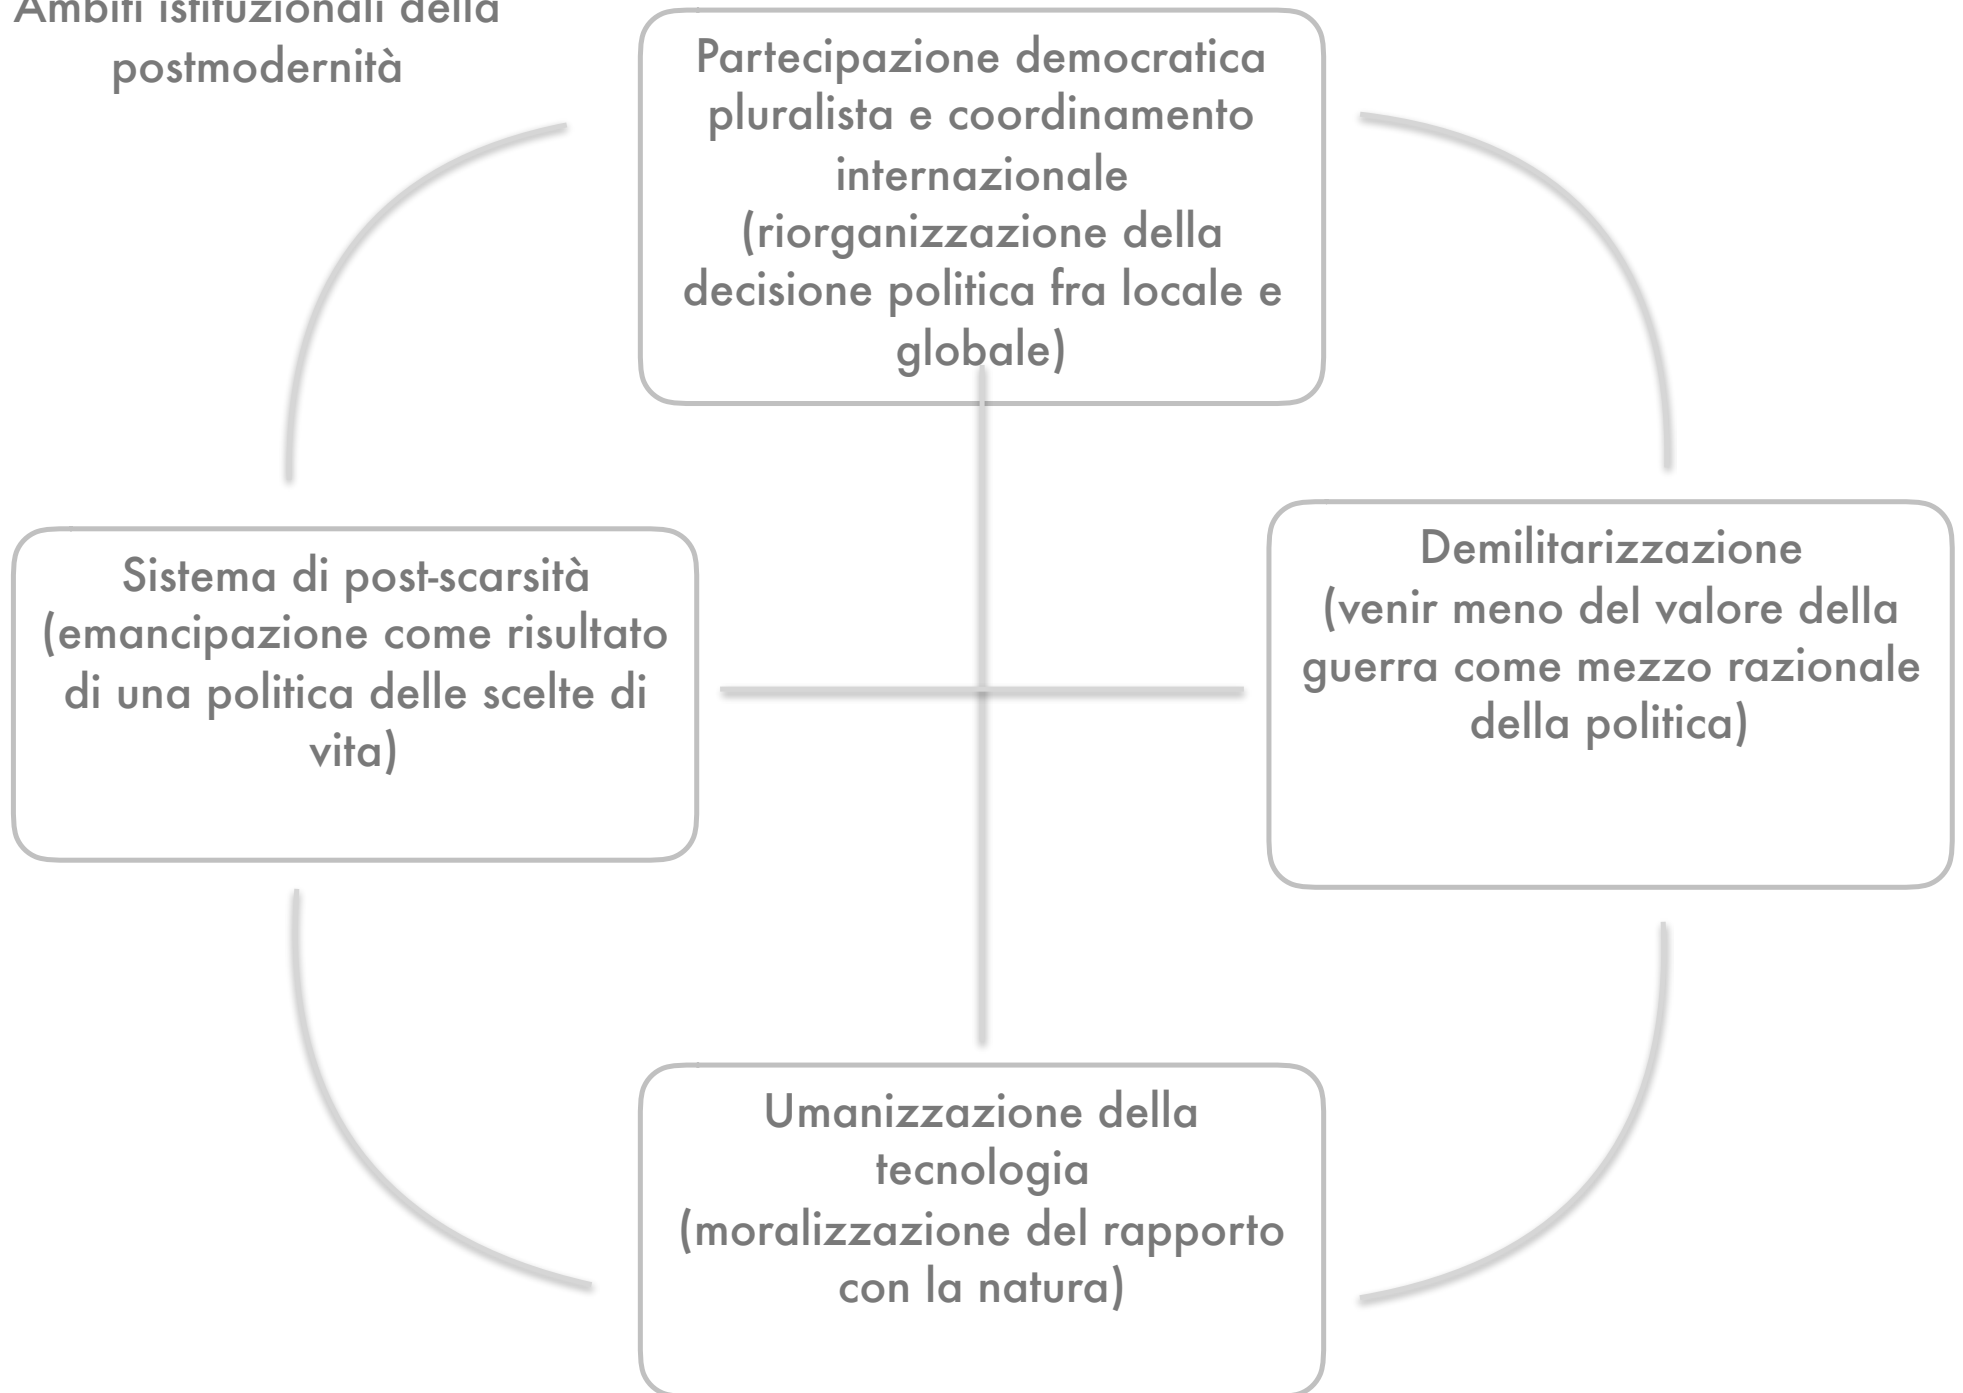 Ambiti istituzionali della
postmodernità
Partecipazione democratica
pluralista e coordinamento
internazionale
(riorganizzazione della
decisione politica fra locale e
globale)
Sistema di post-scarsità
(emancipazione come risultato
di una politica delle scelte di
vita)
Demilitarizzazione
(venir meno del valore della
guerra come mezzo razionale
della politica)
Umanizzazione della
tecnologia
(moralizzazione del rapporto
con la natura)